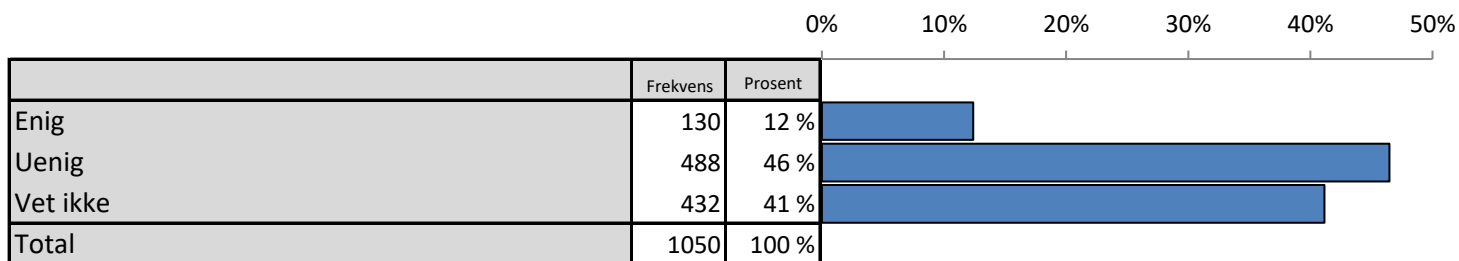 0% 10% 20% 30% 40% 50%
Frekvens Prosent
Enig 130 12 %
Uenig 488 46 %
Vet ikke 432 41 %
Total 1050 100 %